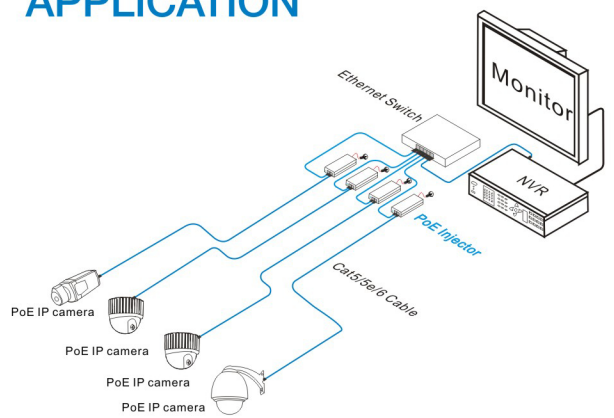 APPLICATION
Monitor
Ethernet Switch
NVR
PoE Injector
Cat5/5e/6 Cable
PoE IP camera
PoE IP camera
PoE IP camera
PoE IP camera